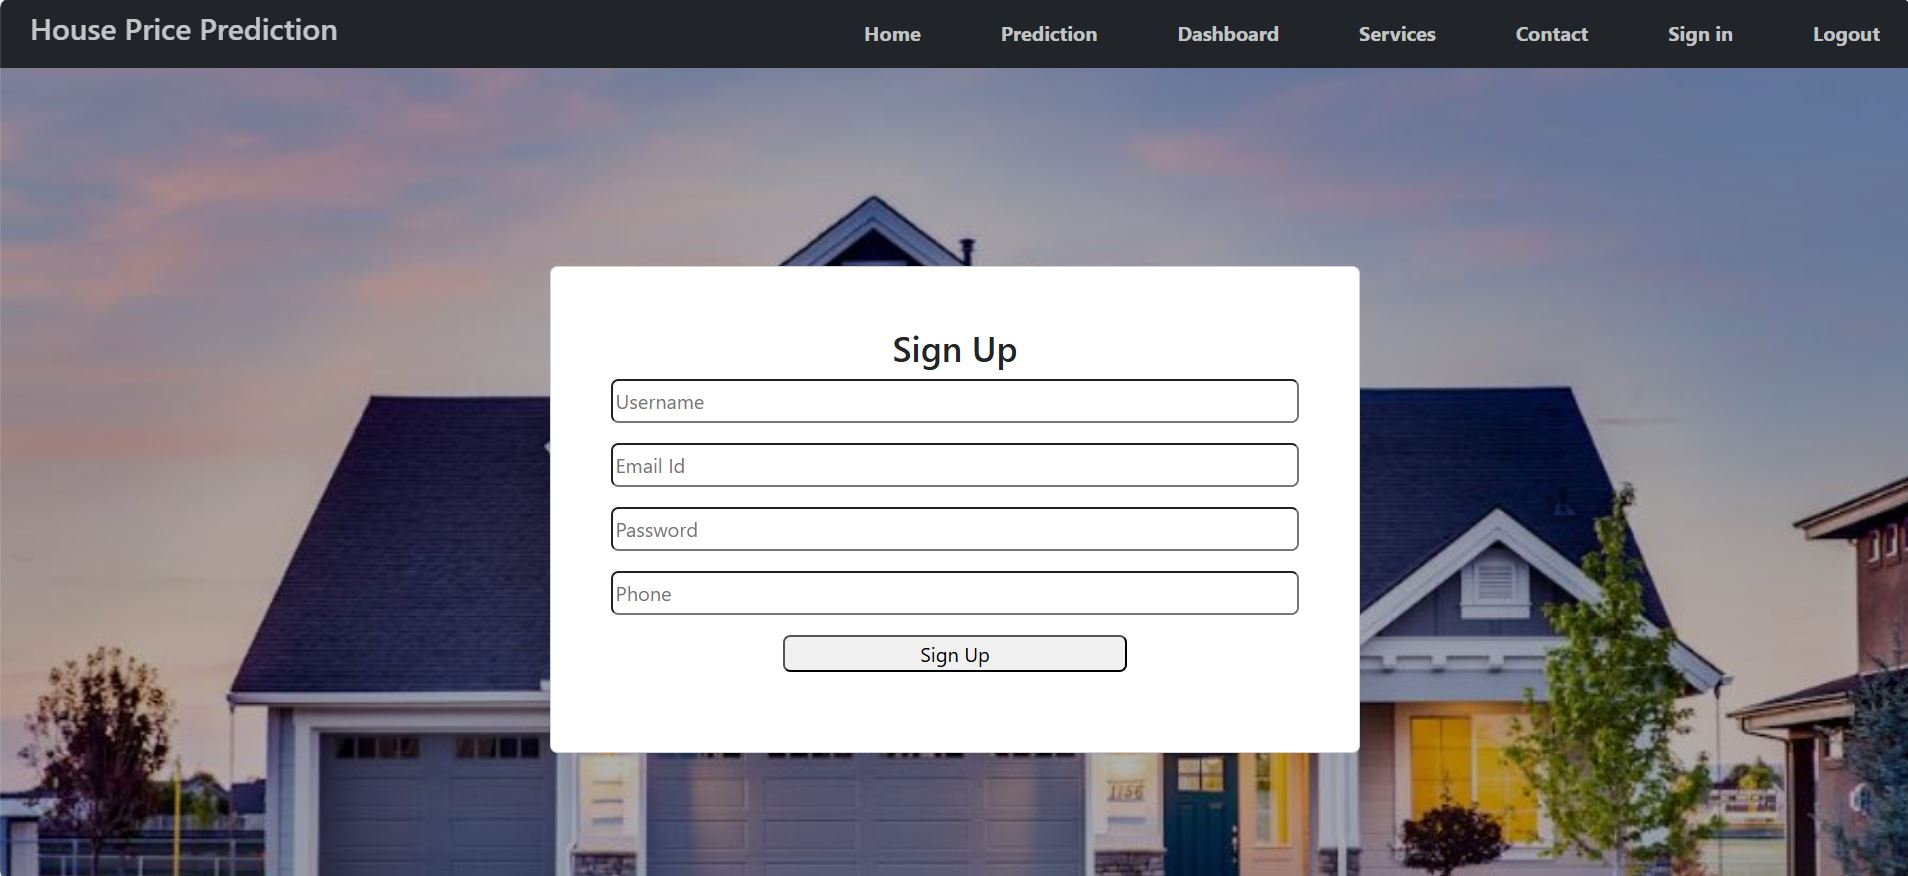 House Price Prediction
Home Prediction Dashboard Services Contact Sign in Logout
Sign Up
Username
Email Id
Password
Phone
Sign Up
1156